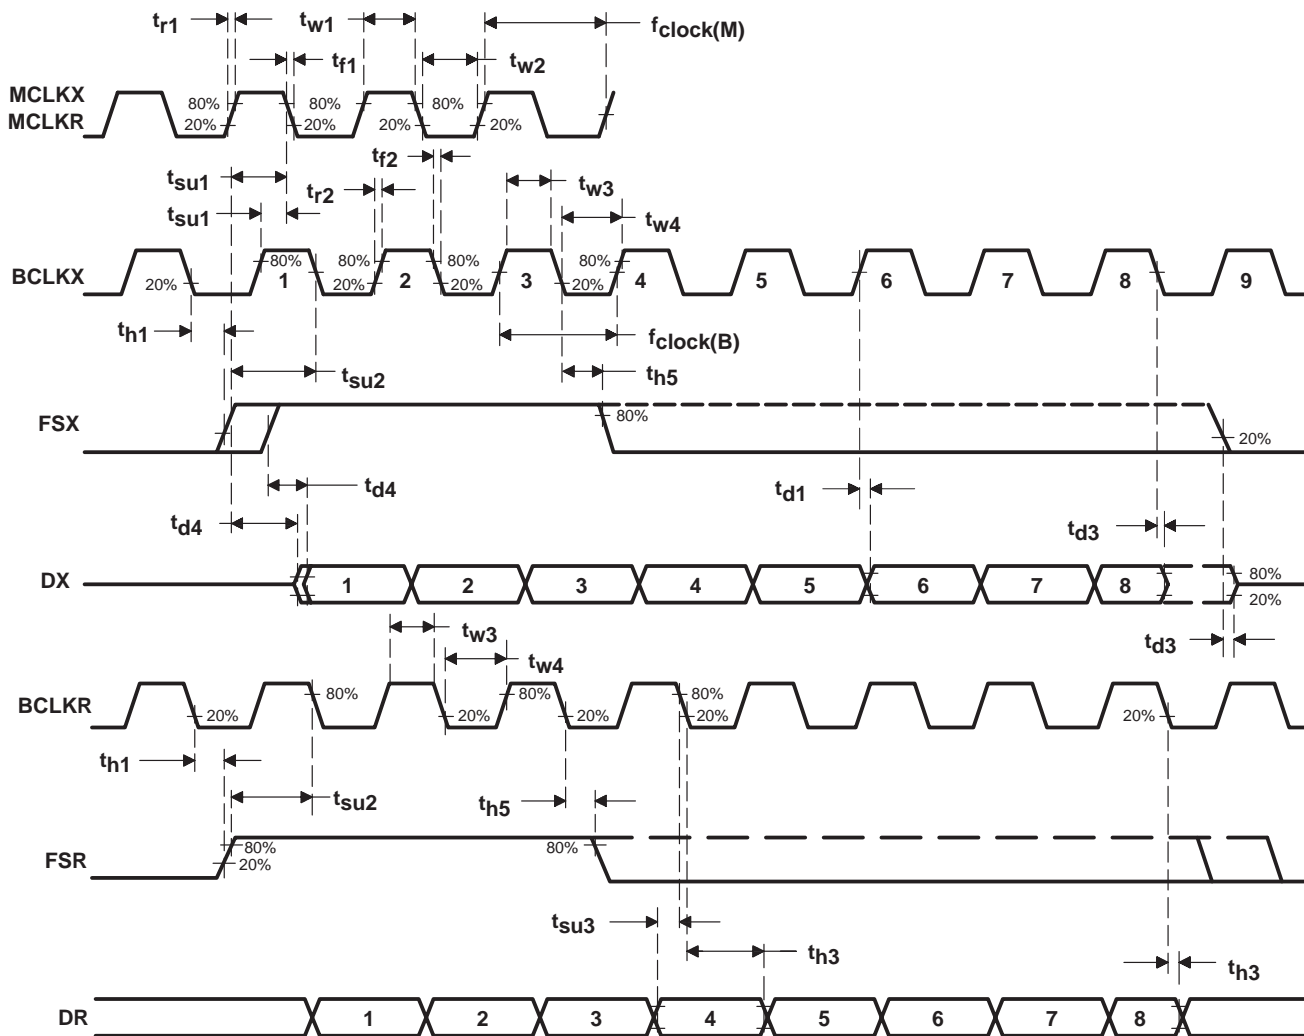 tr1
tw1
fclock(M)
tf1
tw2
MCLKX
MCLKR
80%
80%
80%
20%
20%
20%
20%
tf2
tsu1
tr2
tw3
tsu1
tw4
BCLKX
80%
80%
80%
80%
20%
20%
20%
20%
1
2
3
4
5
6
7
8
9
th1
fclock(B)
tsu2
th5
FSX
80%
20%
td4
td1
td4
td3
DX
1
2
3
4
5
6
7
8
80%
20%
tw3
td3
tw4
BCLKR
20%
80%
20%
80%
20%
80%
20%
20%
th1
tsu2
th5
FSR
80%
20%
80%
tsu3
th3
th3
DR
1
2
3
4
5
6
7
8